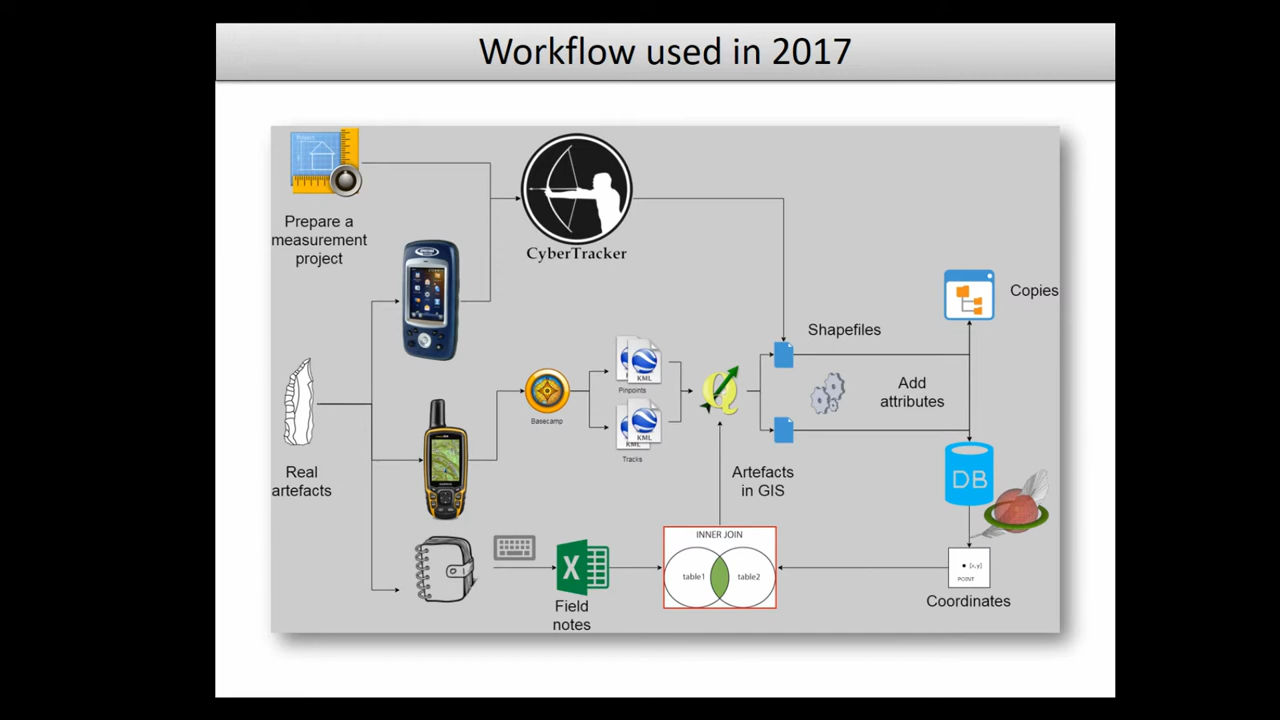 Workflow used in 2017
Prepare a
measurement
project
CyberTracker
Copies
Shapefiles
Add
attributes
KML
Pinpoints
Basecamp
KML
KML
Tracks
Real
artefacts
Artefacts
in GIS
DB
INNER JOIN
table1
table2
Field
notes
[x,y]
POINT
Coordinates